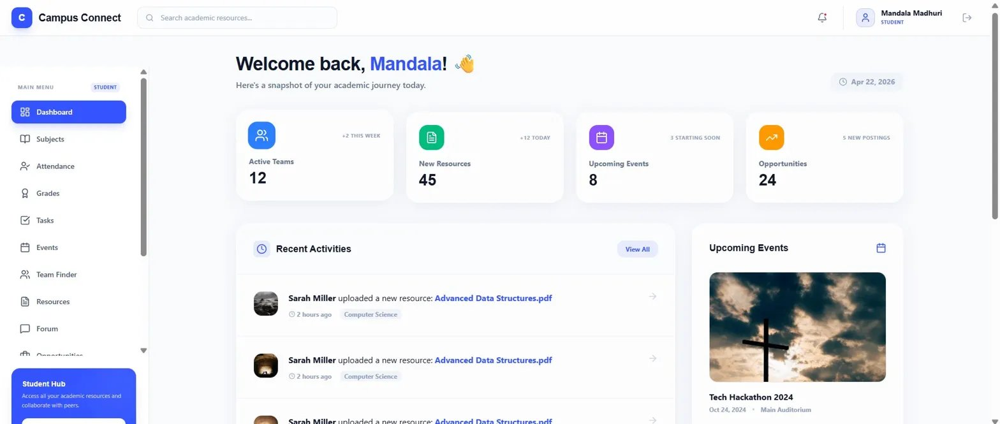 C Campus Connect
Search academic resources...
Mandala Madhuri
STUDENT
MAIN MENU STUDENT
Dashboard
Subjects
Attendance
Grades
Tasks
Events
Team Finder
Resources
Forum
Opportunities
Student Hub
Access all your academic resources and
collaborate with peers.
Welcome back, Mandala! 👋
Here's a snapshot of your academic journey today.
Apr 22, 2026
+2 THIS WEEK
Active Teams
12
+12 TODAY
New Resources
45
3 STARTING SOON
Upcoming Events
8
5 NEW POSTINGS
Opportunities
24
Recent Activities
View All
Sarah Miller uploaded a new resource: Advanced Data Structures.pdf
2 hours ago Computer Science
Sarah Miller uploaded a new resource: Advanced Data Structures.pdf
2 hours ago Computer Science
Sarah Miller uploaded a new resource: Advanced Data Structures.pdf
Upcoming Events
Tech Hackathon 2024
Oct 24, 2024 • Main Auditorium